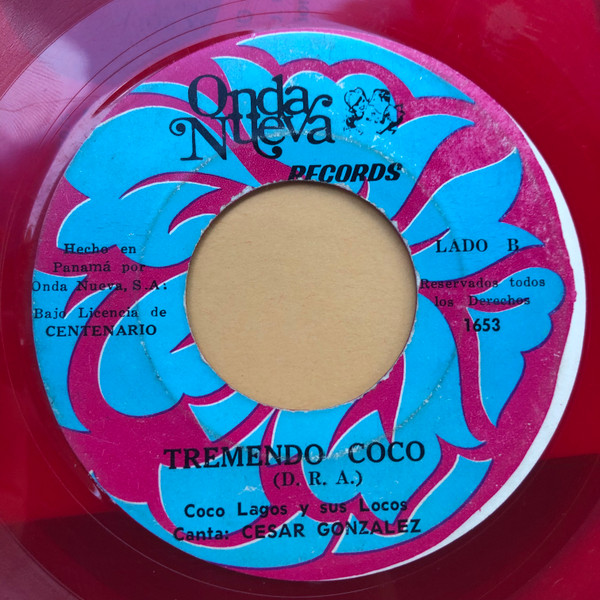 Onda
Nueva
RECORDS
Hecho en
Panamá por
Onda Nueva, S.A.
Bajo Licencia de
CENTENARIO
LADO B
Reservados todos
los Derechos
1653
TREMENDO COCO
(D. R. A.)
Coco Lagos y sus Locos
Canta: CESAR GONZALEZ